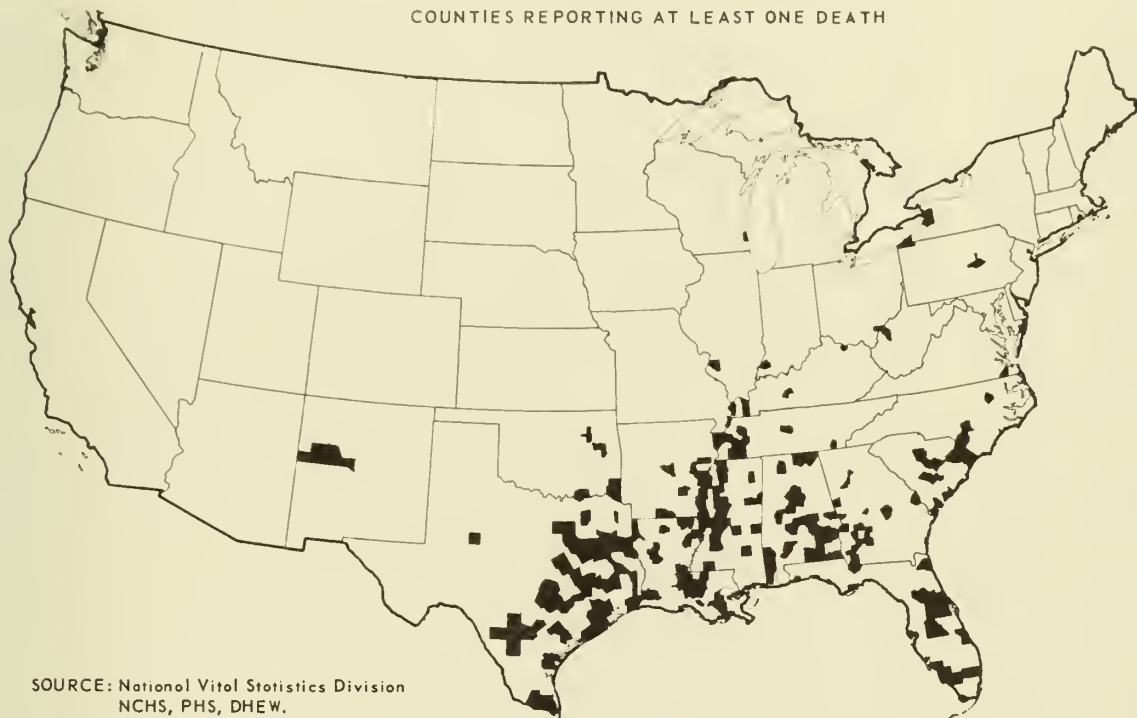 COUNTIES REPORTING AT LEAST ONE DEATH
SOURCE: National Vital Statistics Division
NCHS, PHS, DHEW.